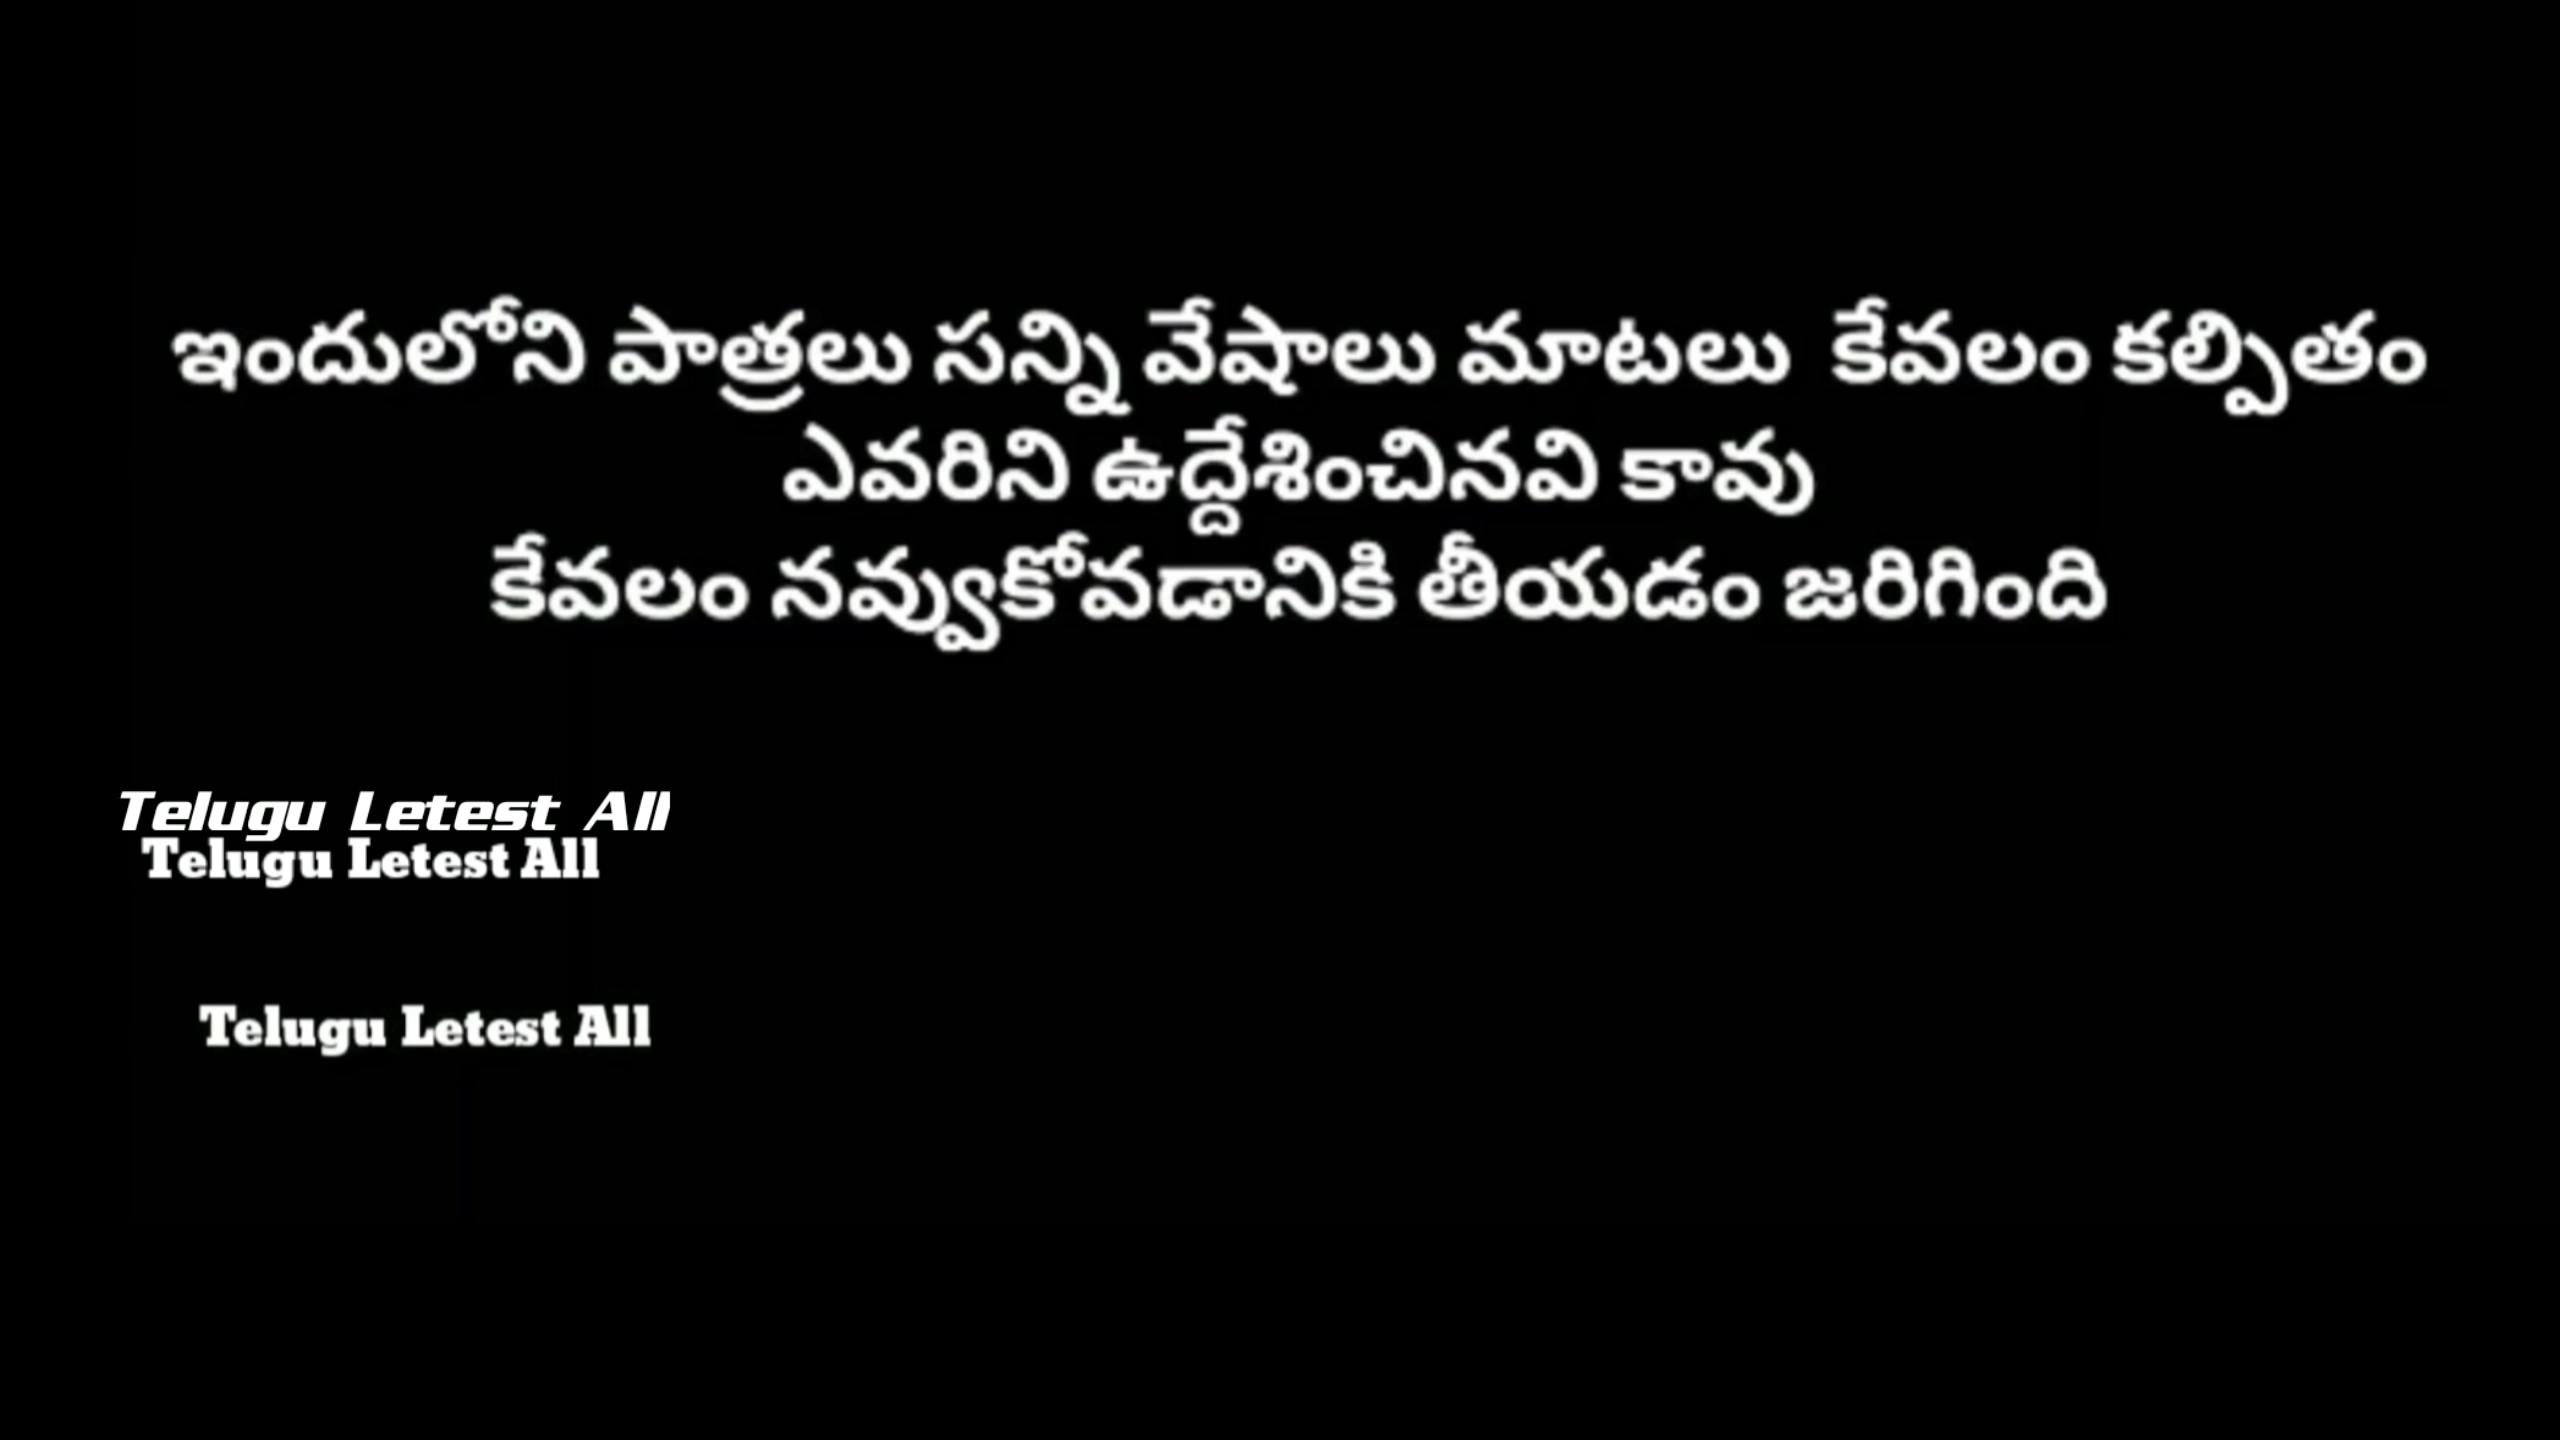 ఇందులోని పాత్రలు సన్ని వేషాలు మాటలు  కేవలం కల్పితం
ఎవరిని ఉద్దేశించినవి కావు
కేవలం నవ్వుకోవడానికి తీయడం జరిగింది
Telugu Letest All
Telugu Letest All
Telugu Letest All